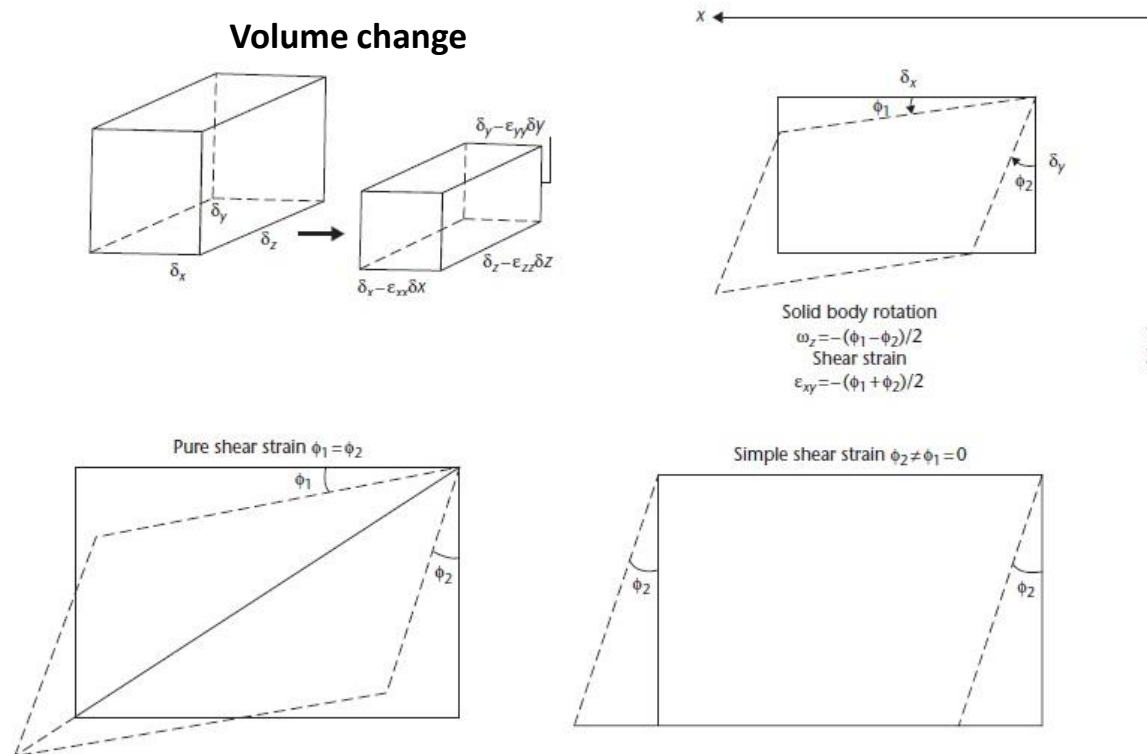 Volume change
δy
δz
δx
δy−εyyδy
δz−εzzδz
δx−εxxδx
x
δx
ϕ1
δy
ϕ2
Solid body rotation
ωz=−(ϕ1−ϕ2)/2
Shear strain
εxy=−(ϕ1+ϕ2)/2
Pure shear strain ϕ1=ϕ2
ϕ1
ϕ2
Simple shear strain ϕ2≠ϕ1=0
ϕ2
ϕ2